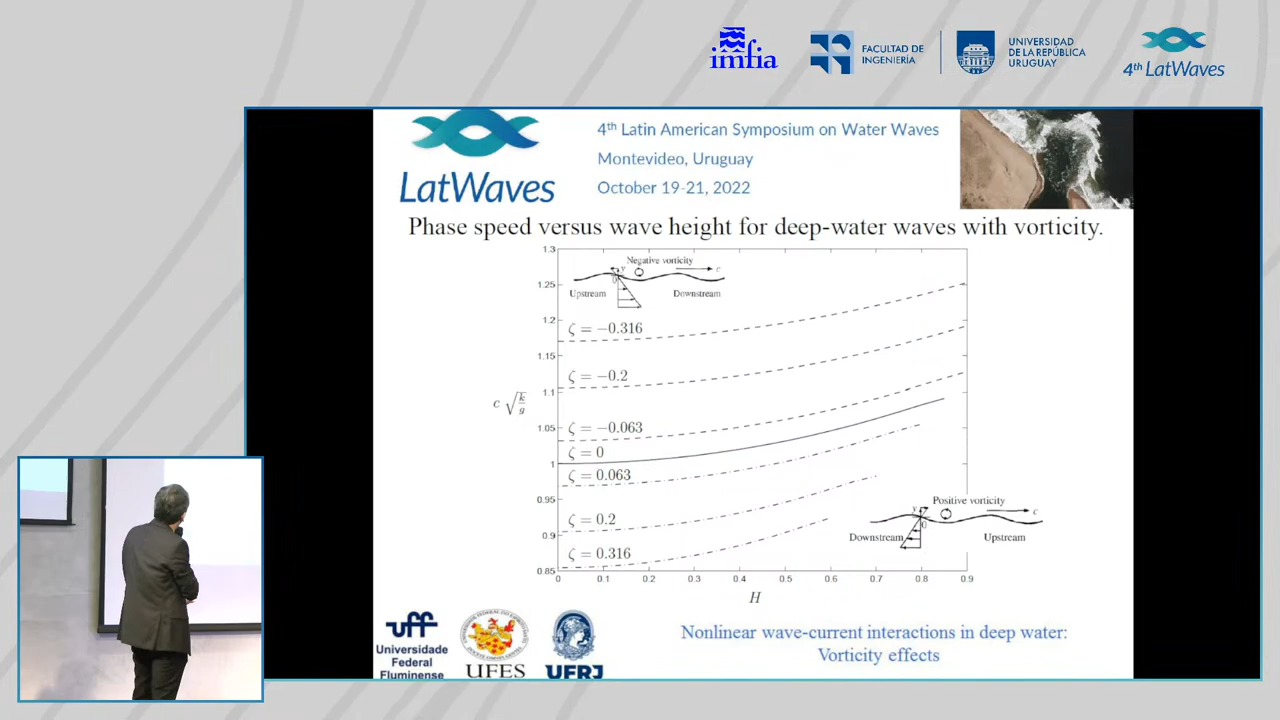 imfia
FACULTAD DE
INGENIERÍA
UNIVERSIDAD
DE LA REPÚBLICA
URUGUAY
4th LatWaves
LatWaves
4th Latin American Symposium on Water Waves
Montevideo, Uruguay
October 19-21, 2022
Phase speed versus wave height for deep-water waves with vorticity.
1.3
1.25
1.2
1.15
1.1
1.05
1
0.95
0.9
0.85
c √k/g
Negative vorticity
y
0
c
Upstream
Downstream
ζ = −0.316
ζ = −0.2
ζ = −0.063
ζ = 0
ζ = 0.063
ζ = 0.2
ζ = 0.316
Positive vorticity
y
0
c
Downstream
Upstream
0 0.1 0.2 0.3 0.4 0.5 0.6 0.7 0.8 0.9
H
uff
Universidade
Federal
Fluminense
UFES
UFRJ
Nonlinear wave-current interactions in deep water:
Vorticity effects